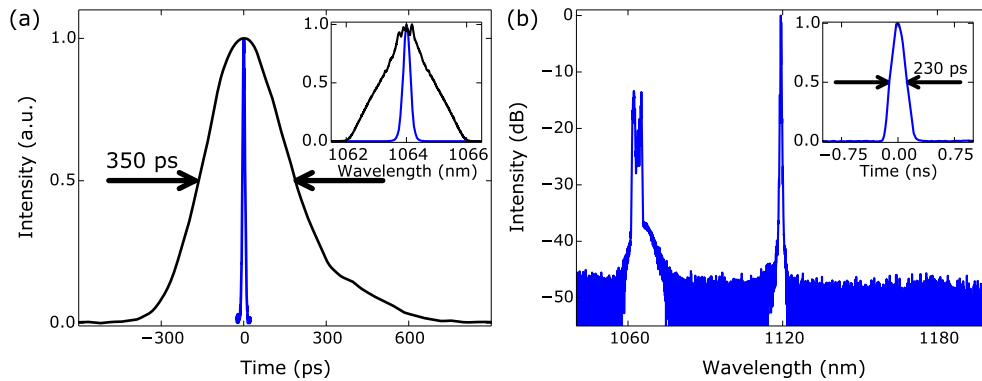 (a)
1.0
0.5
0.0
Intensity (a.u.)
350 ps
−300
0
300
600
Time (ps)
1.0
0.5
0.0
1062
1064
1066
Wavelength (nm)
(b)
0
−10
−20
−30
−40
−50
Intensity (dB)
1060
1120
1180
Wavelength (nm)
1.0
0.5
0.0
230 ps
−0.75
0.00
0.75
Time (ns)